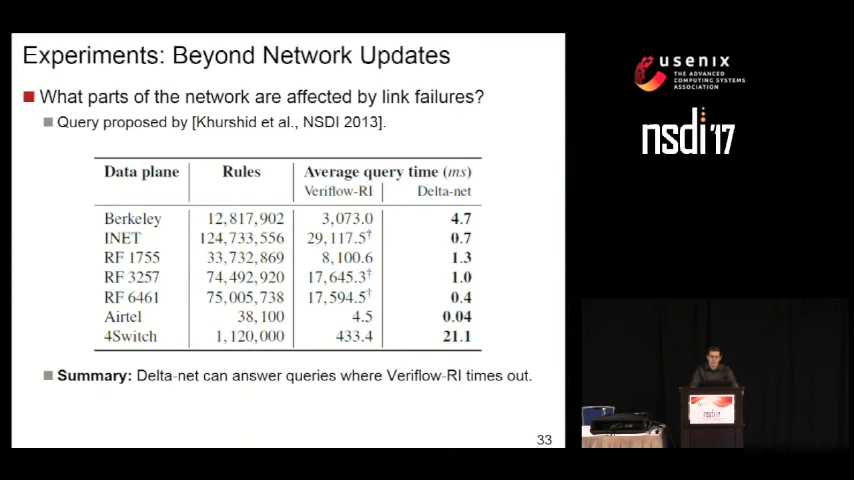 Experiments: Beyond Network Updates
What parts of the network are affected by link failures?
Query proposed by [Khurshid et al., NSDI 2013].
Data plane Rules Average query time (ms)
Veriflow-RI Delta-net
Berkeley 12,817,902 3,073.0 4.7
INET 124,733,556 29,117.5† 0.7
RF 1755 33,732,869 8,100.6 1.3
RF 3257 74,492,920 17,645.3† 1.0
RF 6461 75,005,738 17,594.5† 0.4
Airtel 38,100 4.5 0.04
4Switch 1,120,000 433.4 21.1
Summary: Delta-net can answer queries where Veriflow-RI times out.
33
usenix
THE ADVANCED
COMPUTING SYSTEMS
ASSOCIATION
nsdi '17
nsdi